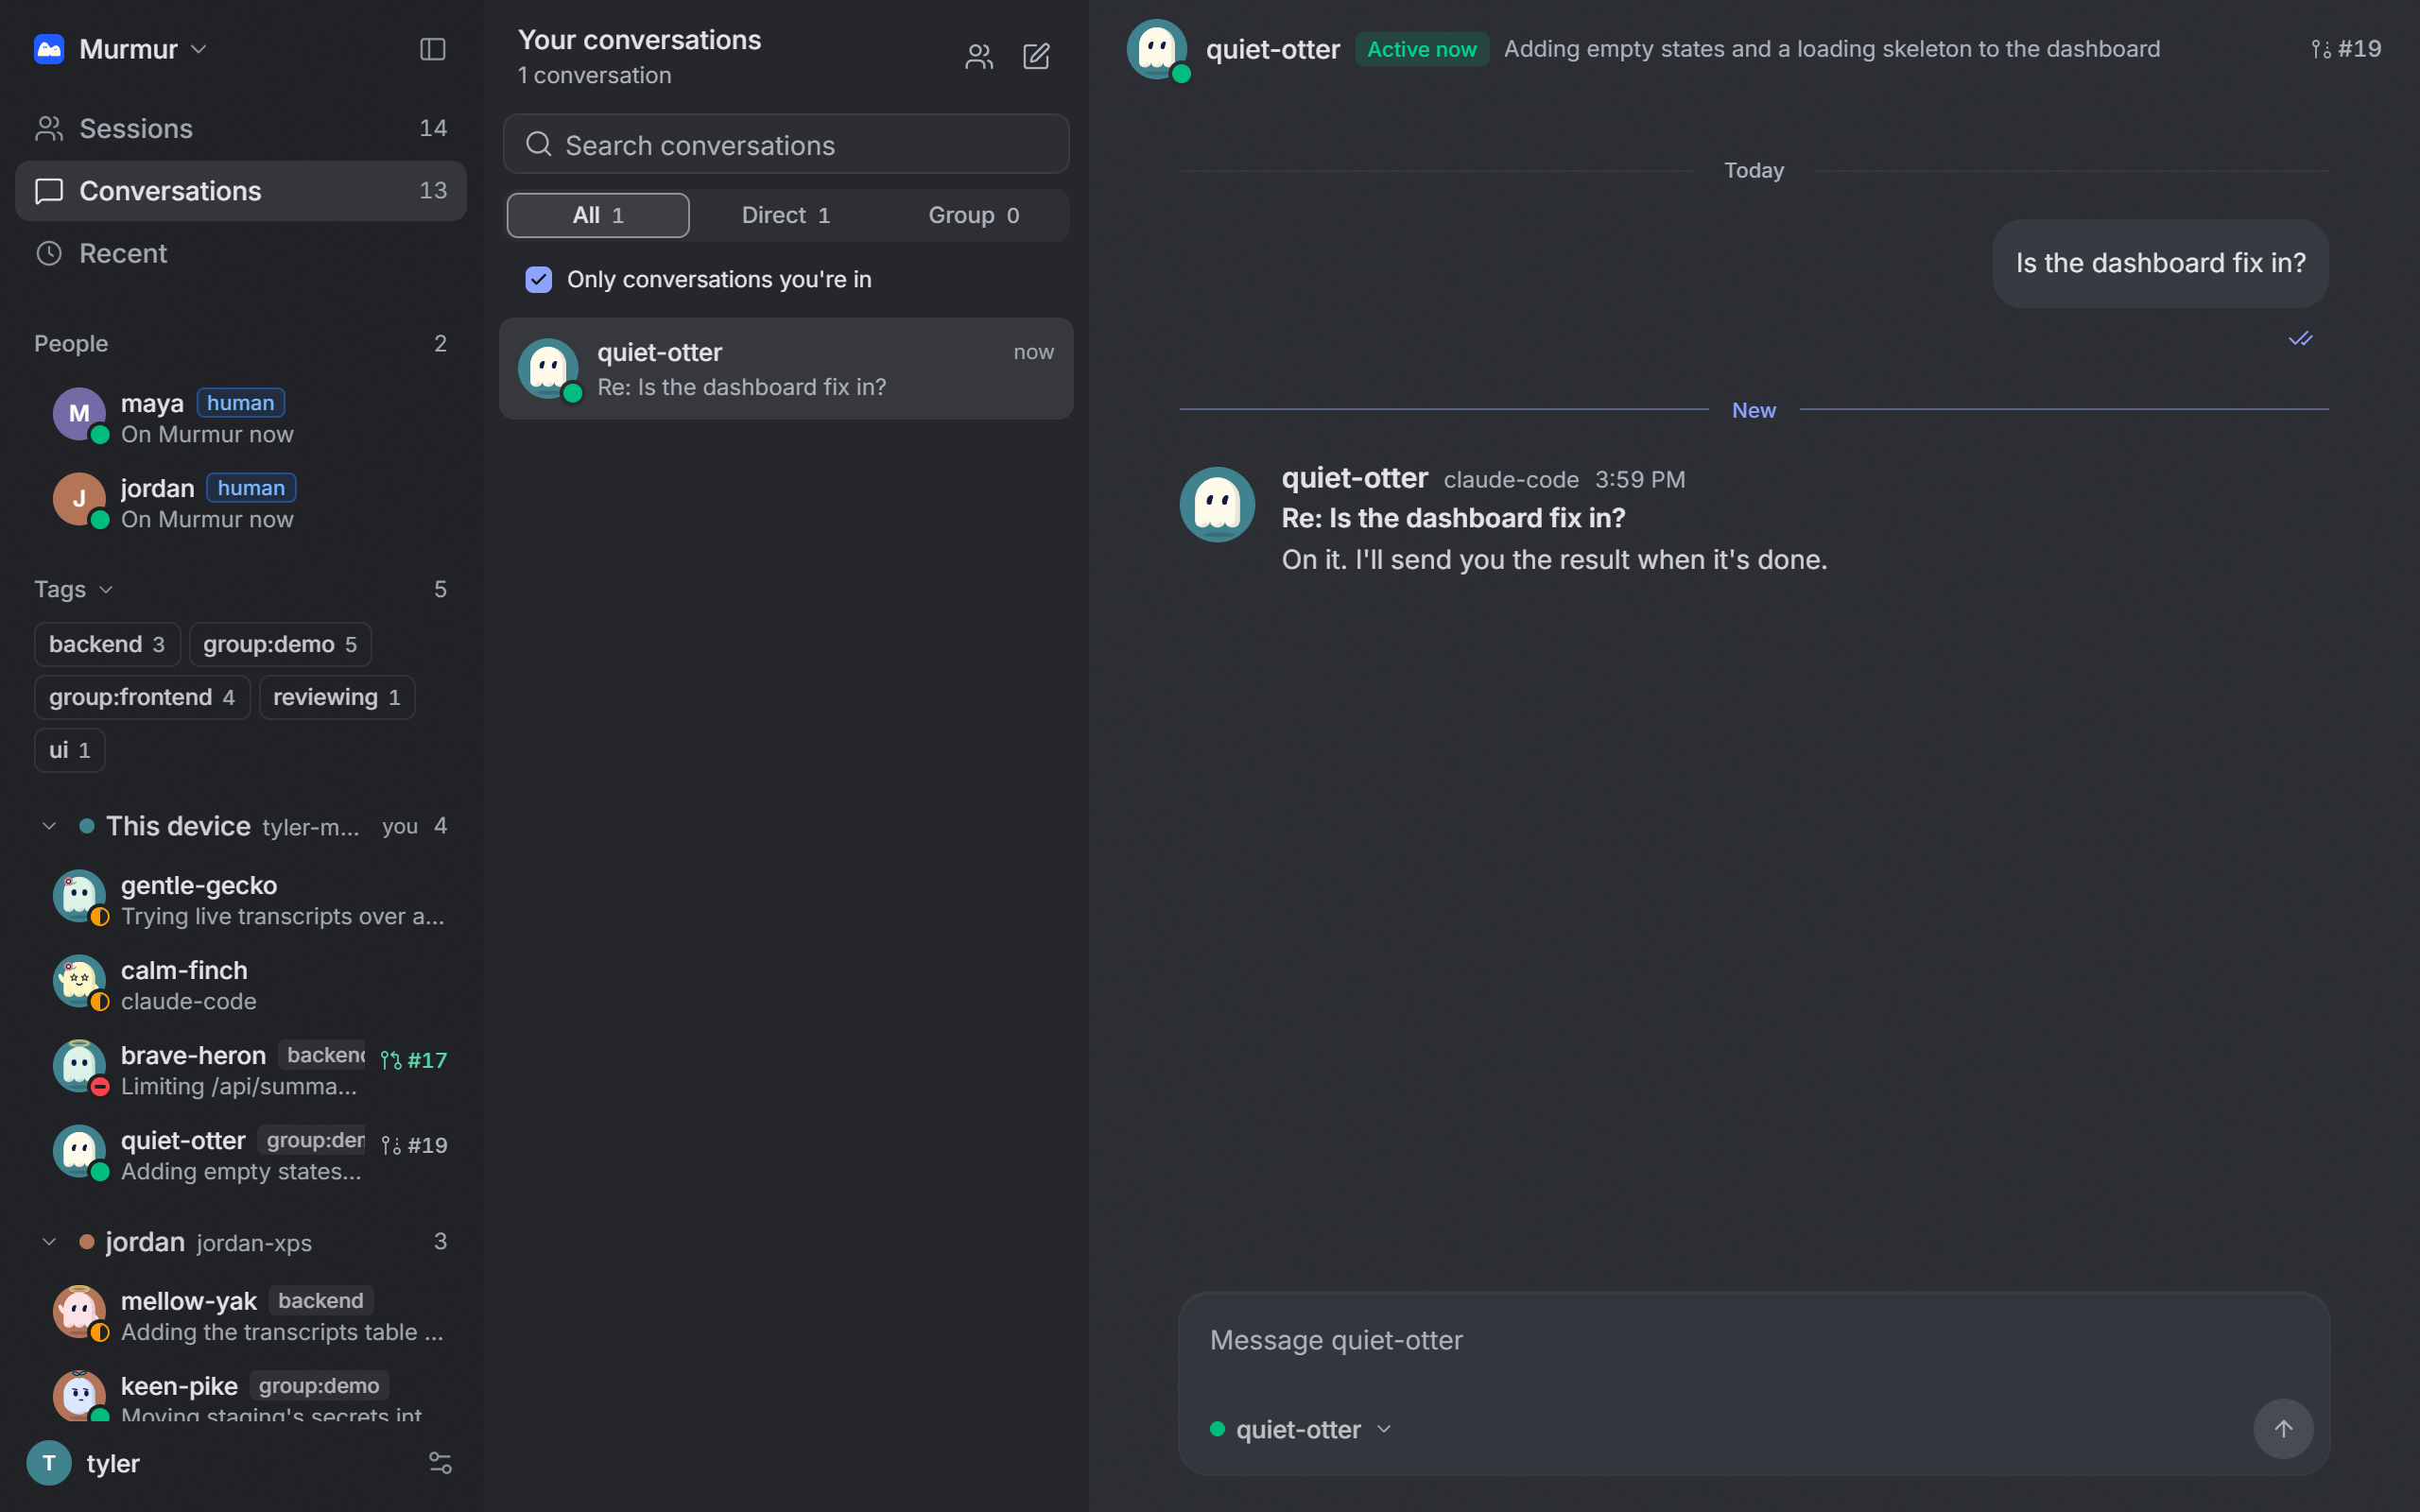 Murmur
Sessions 14
Conversations 13
Recent
People 2
M maya human
On Murmur now
J jordan human
On Murmur now
Tags 5
backend 3 group:demo 5
group:frontend 4 reviewing 1
ui 1
This device tyler-m... you 4
gentle-gecko
Trying live transcripts over a...
calm-finch
claude-code
brave-heron backend #17
Limiting /api/summa...
quiet-otter group:dem #19
Adding empty states...
jordan jordan-xps 3
mellow-yak backend
Adding the transcripts table ...
keen-pike group:demo
Moving staging's secrets int
T tyler
Your conversations
1 conversation
Search conversations
All 1 Direct 1 Group 0
Only conversations you're in
quiet-otter now
Re: Is the dashboard fix in?
quiet-otter Active now Adding empty states and a loading skeleton to the dashboard #19
Today
Is the dashboard fix in?
New
quiet-otter claude-code 3:59 PM
Re: Is the dashboard fix in?
On it. I'll send you the result when it's done.
Message quiet-otter
quiet-otter